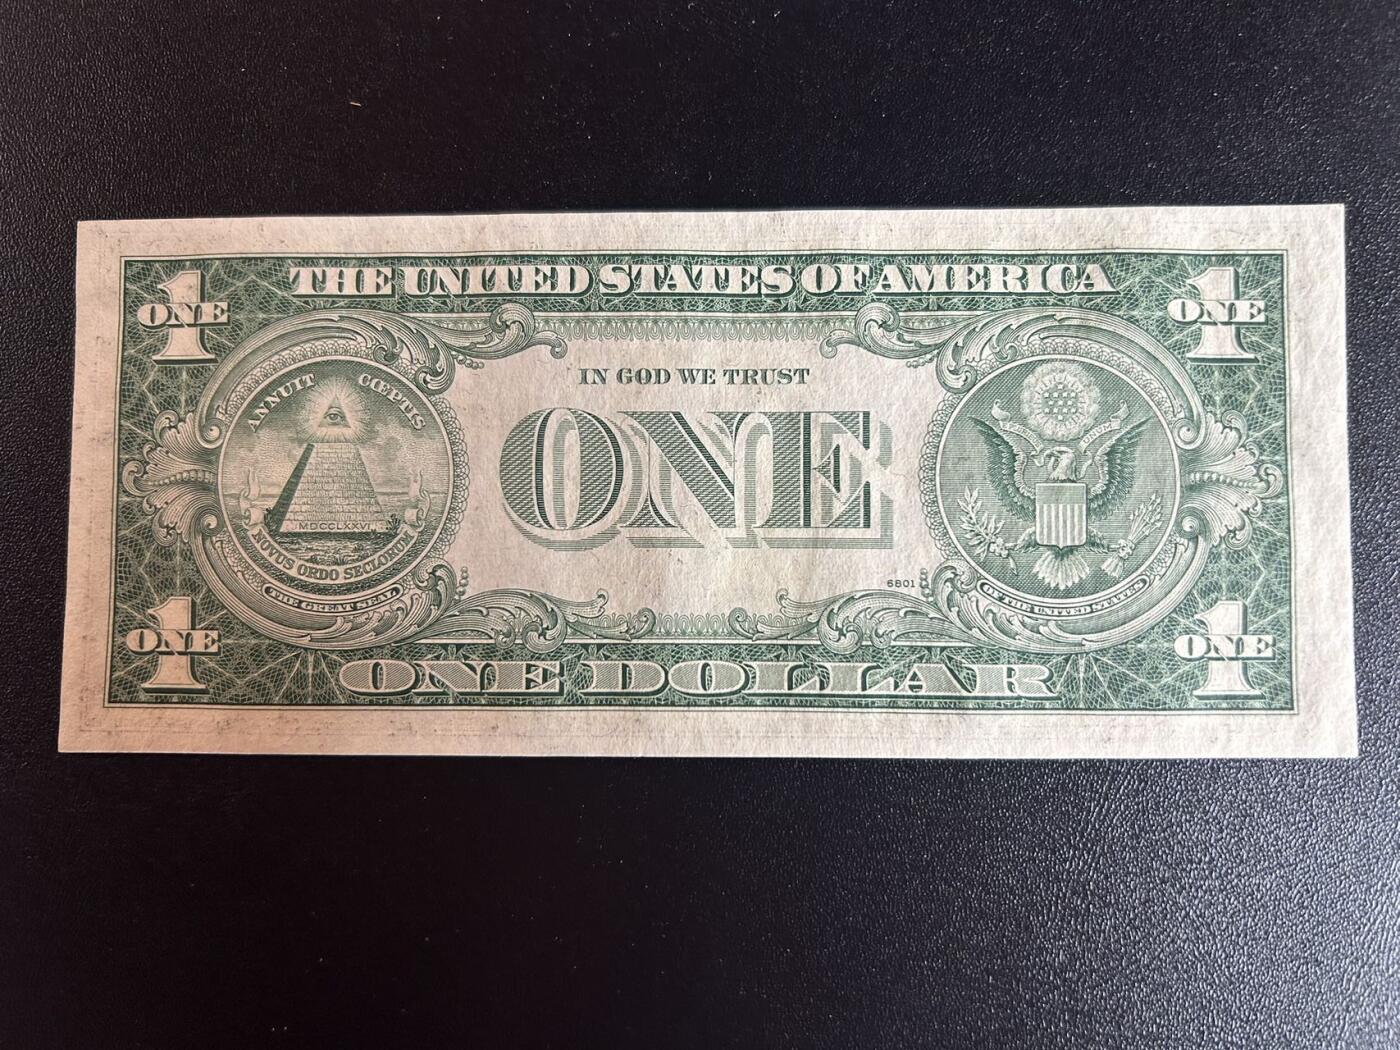 THE UNITED STATES OF AMERICA
1
ONE
1
ONE
IN GOD WE TRUST
ANNUIT CŒPTIS
ONE
MDCCLXXVI
NOVUS ORDO SECLORUM
6801
THE GREAT SEAL
OF THE UNITED STATES
1
ONE
1
ONE
ONE DOLLAR